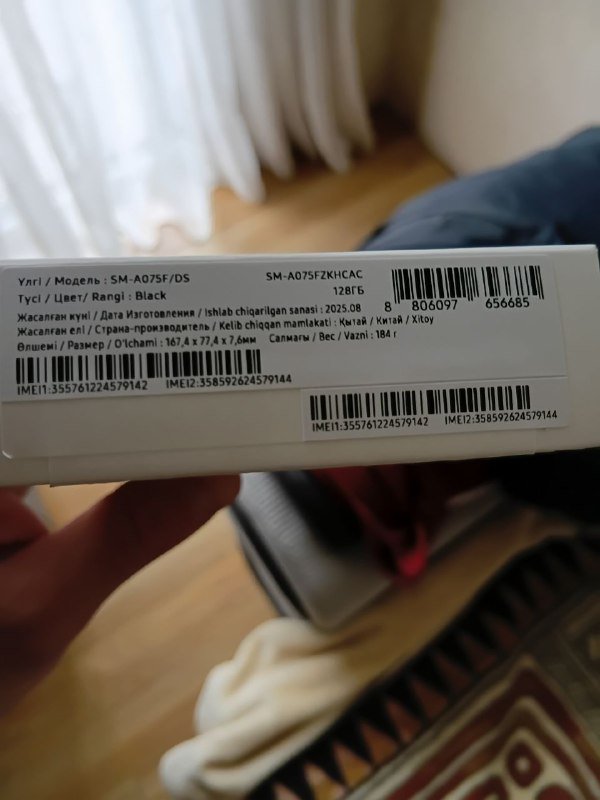 Үлгі / Модель : SM-A075F/DS SM-A075FZKHCAC
Түсі / Цвет/ Rangi : Black 128ГБ
Жасалған күні / Дата Изготовления / Ishlab chiqarilgan sanasi : 2025.08
Жасалған елі / Страна-производитель / Kelib chiqqan mamlakati : Қытай / Китай / Xitoy
Өлшемі / Размер / O'lchami : 167,4 x 77,4 x 7,6мм Салмағы / Вес / Vazni : 184 г
8 806097 656685
IMEI1:355761224579142 IMEI2:358592624579144
IMEI1:355761224579142 IMEI2:358592624579144